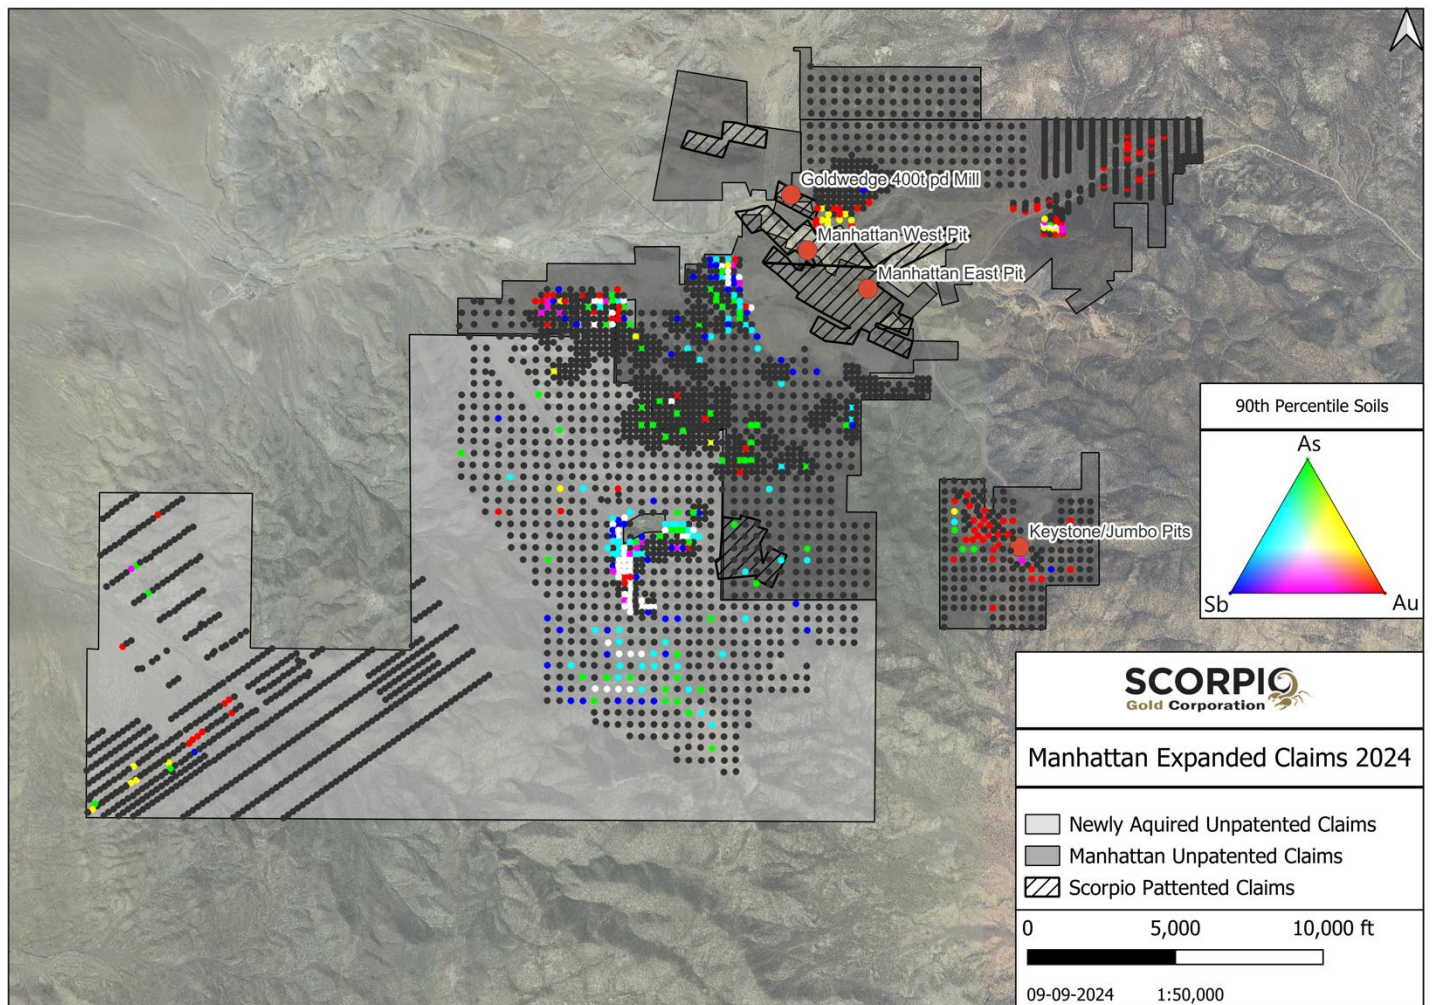 Goldwedge 400t pd Mill
Manhattan West Pit
Manhattan East Pit
Keystone/Jumbo Pits
90th Percentile Soils
As
Sb
Au
SCORPIO
Gold Corporation
Manhattan Expanded Claims 2024
Newly Aquired Unpatented Claims
Manhattan Unpatented Claims
Scorpio Pattented Claims
0 5,000 10,000 ft
09-09-2024 1:50,000